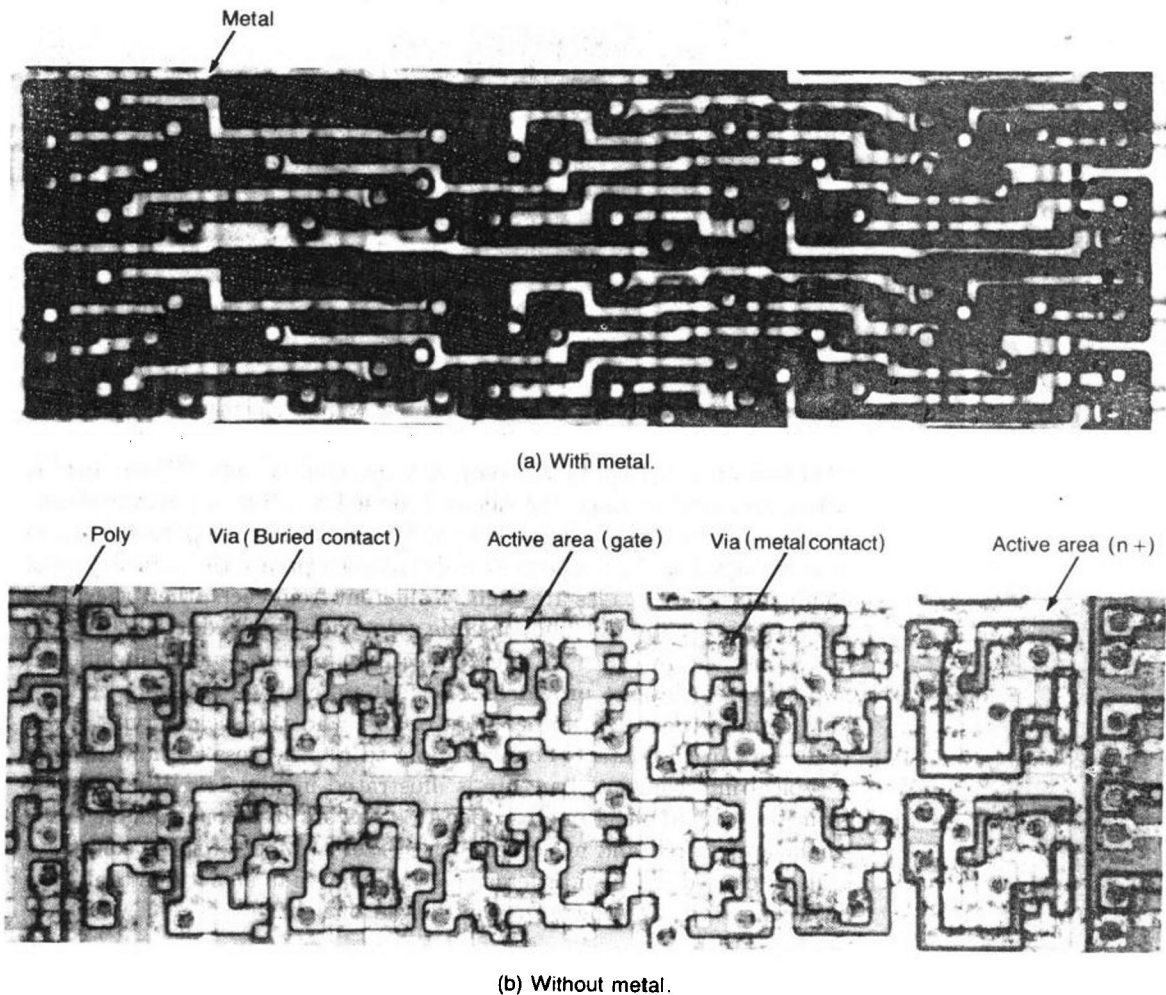 Metal
(a) With metal.
Poly
Via (Buried contact)
Active area (gate)
Via (metal contact)
Active area (n+)
(b) Without metal.